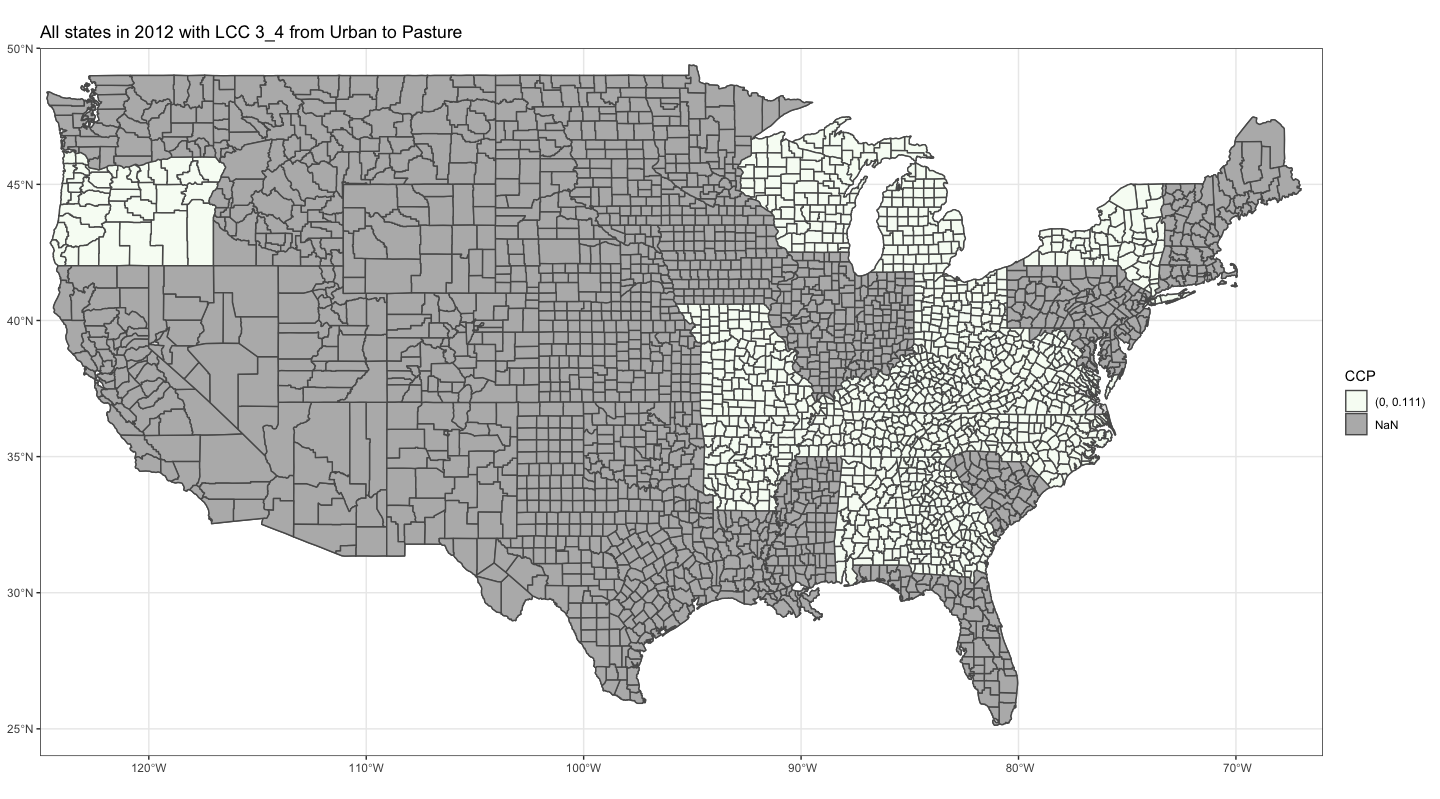 All states in 2012 with LCC 3_4 from Urban to Pasture
50°N
45°N
40°N
35°N
30°N
25°N
120°W
110°W
100°W
90°W
80°W
70°W
CCP
(0, 0.111)
NaN